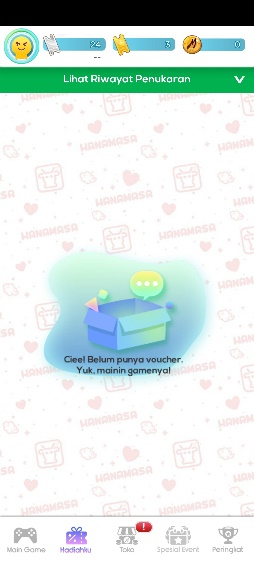 24
3
0
Lihat Riwayat Penukaran
HANAMASA
Ciee! Belum punya voucher.
Yuk, mainin gamenya!
!
Main Game
Hadiahku
Toko
Spesial Event
Peringkat